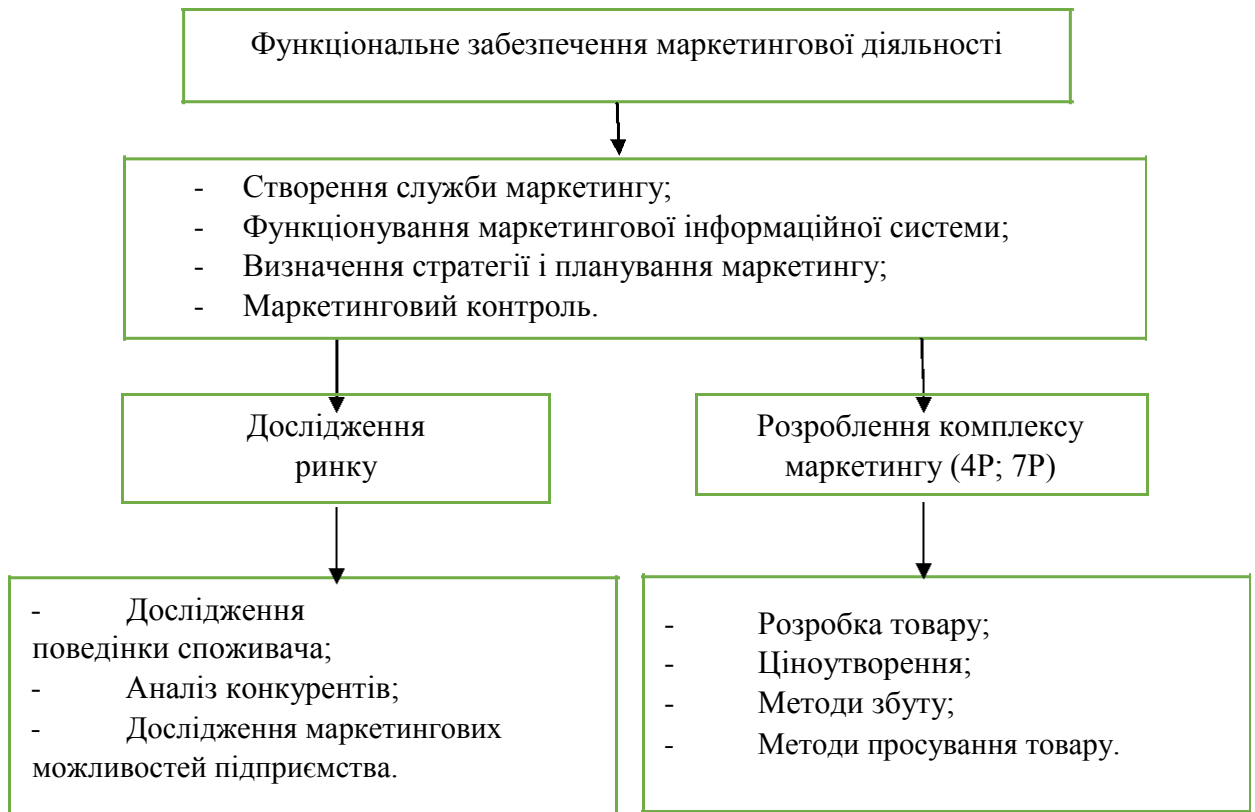 Функціональне забезпечення маркетингової діяльності
- Створення служби маркетингу;
- Функціонування маркетингової інформаційної системи;
- Визначення стратегії і планування маркетингу;
- Маркетинговий контроль.
Дослідження
ринку
Розроблення комплексу
маркетингу (4Р; 7Р)
- Дослідження
поведінки споживача;
- Аналіз конкурентів;
- Дослідження маркетингових
можливостей підприємства.
- Розробка товару;
- Ціноутворення;
- Методи збуту;
- Методи просування товару.